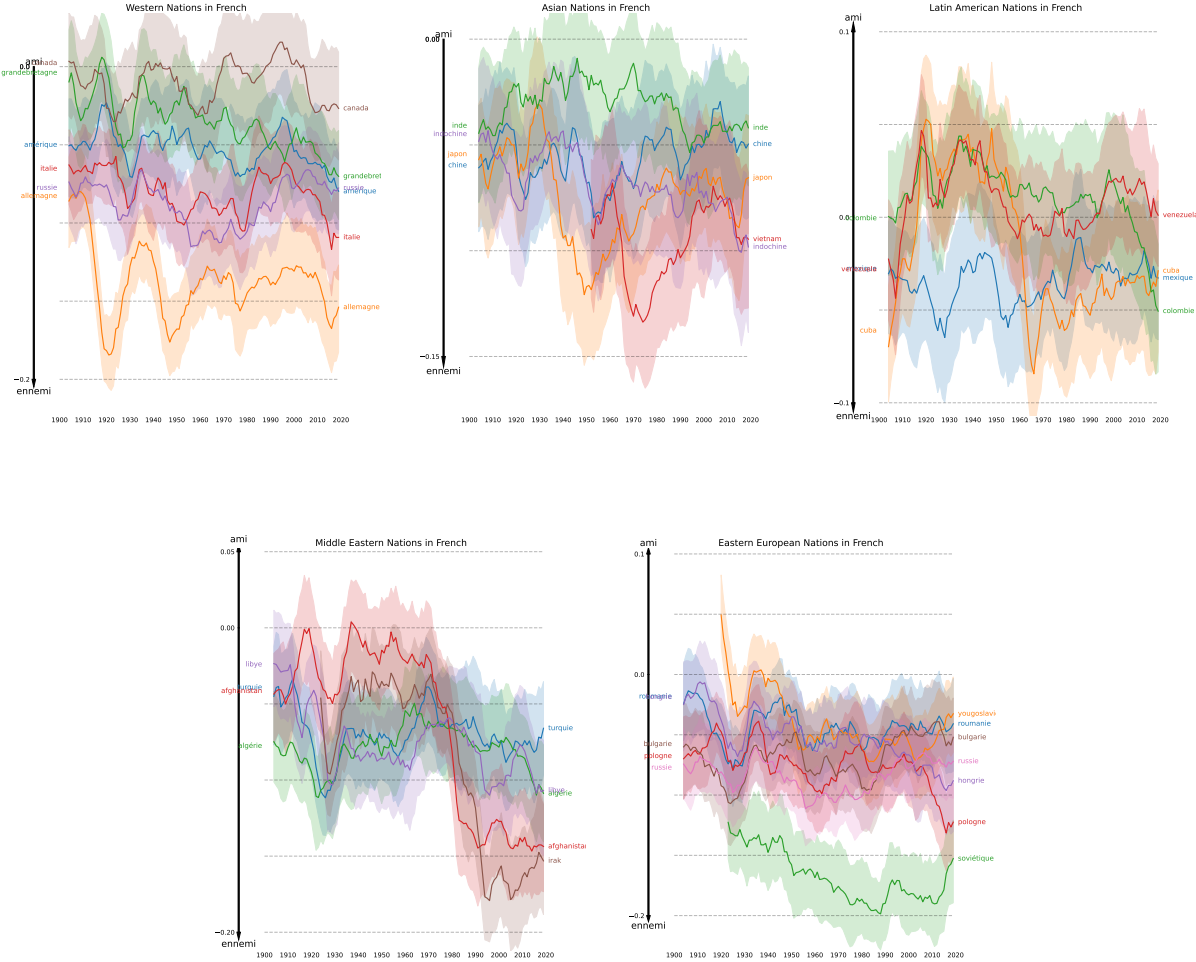 Western Nations in French
ami
0.0
canada
grandebretagne
amérique
italie
russie
allemagne
−0.2
ennemi
canada
grandebret
russie
amérique
italie
allemagne
1900 1910 1920 1930 1940 1950 1960 1970 1980 1990 2000 2010 2020
Asian Nations in French
ami
0.00
inde
indochine
japon
chine
−0.15
ennemi
inde
chine
japon
vietnam
indochine
1900 1910 1920 1930 1940 1950 1960 1970 1980 1990 2000 2010 2020
Latin American Nations in French
ami
0.1
0.0
colombie
mexique
cuba
−0.1
ennemi
venezuela
cuba
mexique
colombie
1900 1910 1920 1930 1940 1950 1960 1970 1980 1990 2000 2010 2020
Middle Eastern Nations in French
ami
0.05
0.00
libye
turquie
afghanistan
algérie
−0.20
ennemi
turquie
libye
algérie
afghanistan
irak
1900 1910 1920 1930 1940 1950 1960 1970 1980 1990 2000 2010 2020
Eastern European Nations in French
ami
0.1
0.0
roumanie
bulgarie
pologne
russie
−0.2
ennemi
yougoslavi
roumanie
bulgarie
russie
hongrie
pologne
soviétique
1900 1910 1920 1930 1940 1950 1960 1970 1980 1990 2000 2010 2020